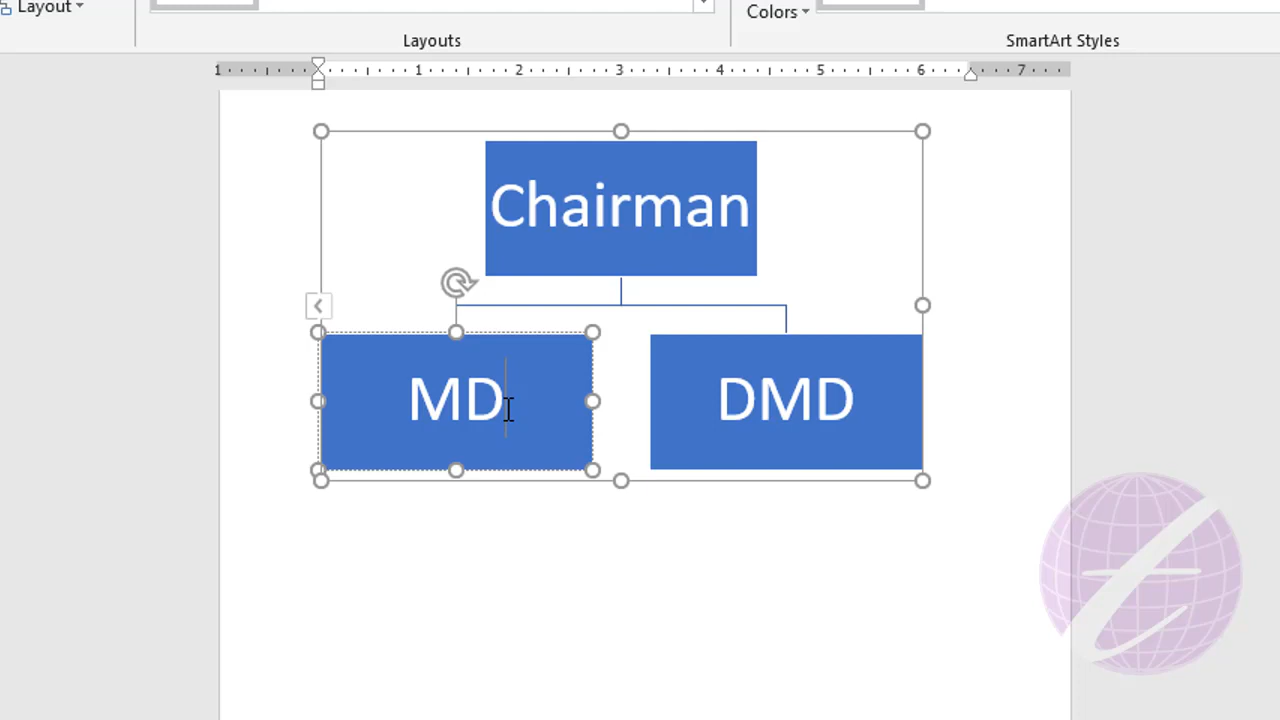 Layout
Colors
Layouts
SmartArt Styles
1 1 2 3 4 5 6 7
Chairman
MD
DMD